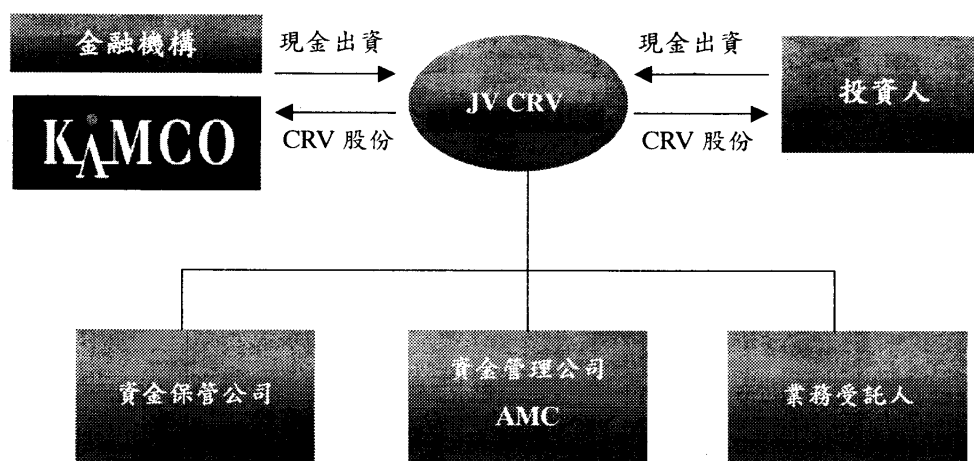 金融機構
KAMCO
現金出資
CRV 股份
JV CRV
現金出資
CRV 股份
投資人
資金保管公司
資金管理公司
AMC
業務受託人